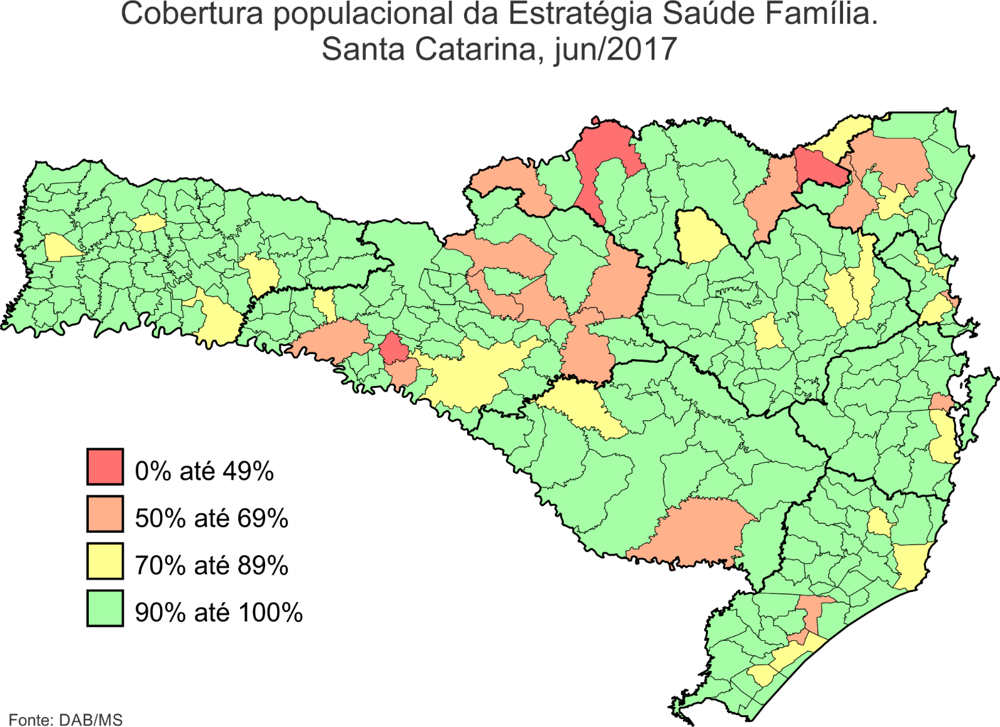 Cobertura populacional da Estratégia Saúde Família.
Santa Catarina, jun/2017
0% até 49%
50% até 69%
70% até 89%
90% até 100%
Fonte: DAB/MS